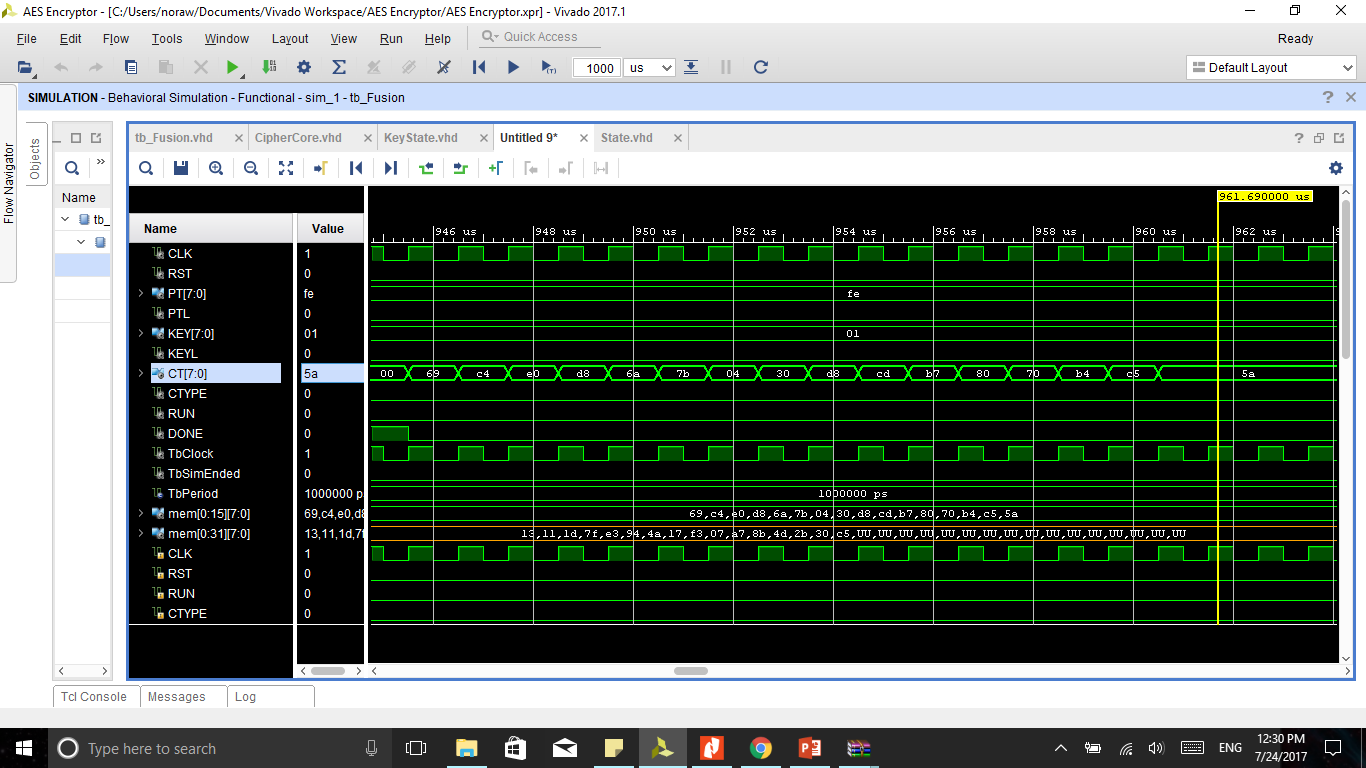 AES Encryptor - [C:/Users/noraw/Documents/Vivado Workspace/AES Encryptor/AES Encryptor.xpr] - Vivado 2017.1
File Edit Flow Tools Window Layout View Run Help Quick Access Ready
1000 us Default Layout
SIMULATION - Behavioral Simulation - Functional - sim_1 - tb_Fusion
Flow Navigator
Objects
tb_Fusion.vhd CipherCore.vhd KeyState.vhd Untitled 9* State.vhd
Name
tb_
961.690000 us
Name Value
946 us 948 us 950 us 952 us 954 us 956 us 958 us 960 us 962 us
CLK 1
RST 0
PT[7:0] fe fe
PTL 0
KEY[7:0] 01 01
KEYL 0
CT[7:0] 5a 00 69 c4 e0 d8 6a 7b 04 30 d8 cd b7 80 70 b4 c5 5a
CTYPE 0
RUN 0
DONE 0
TbClock 1
TbSimEnded 0
TbPeriod 1000000 p 1000000 ps
mem[0:15][7:0] 69,c4,e0,d8 69,c4,e0,d8,6a,7b,04,30,d8,cd,b7,80,70,b4,c5,5a
mem[0:31][7:0] 13,11,1d,7f 13,11,1d,7f,e3,94,4a,17,f3,07,a7,8b,4d,2b,30,c5,UU,UU,UU,UU,UU,UU,UU,UU,UU,UU,UU,UU,UU,UU,UU,UU
CLK 1
RST 0
RUN 0
CTYPE 0
Tcl Console Messages Log
Type here to search
ENG
12:30 PM
7/24/2017